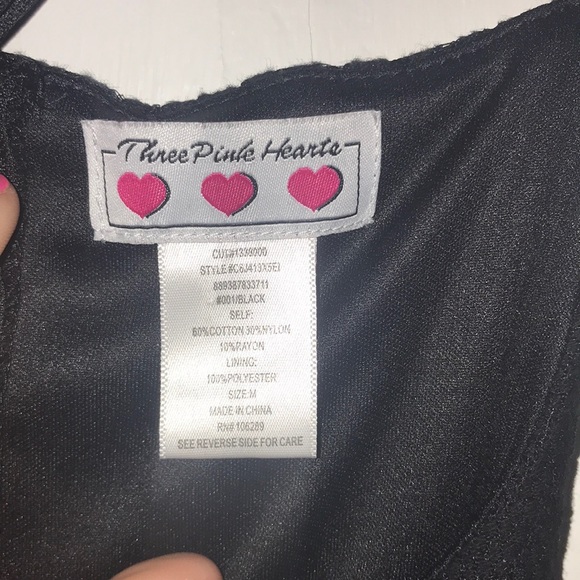 Three Pink Hearts
CUT#1339000
STYLE #C6J413X5EI
889387833711
#001/BLACK
SELF:
60%COTTON 30%NYLON
10%RAYON
LINING:
100%POLYESTER
SIZE:M
MADE IN CHINA
RN# 106289
SEE REVERSE SIDE FOR CARE